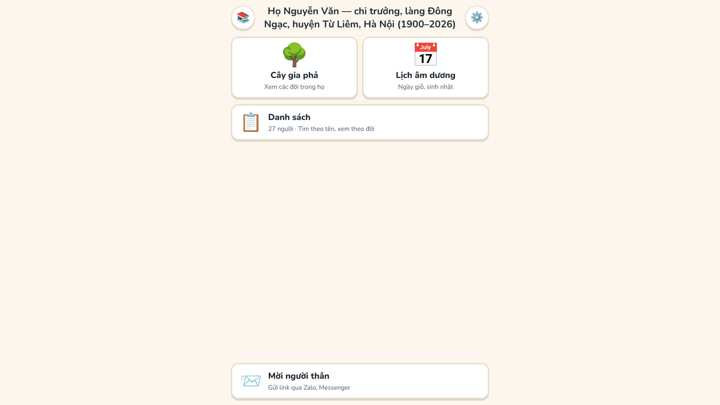 Họ Nguyễn Văn — chi trưởng, làng Đông
Ngạc, huyện Từ Liêm, Hà Nội (1900–2026)
July
17
Cây gia phả
Xem các đời trong họ
Lịch âm dương
Ngày giỗ, sinh nhật
Danh sách
27 người · Tìm theo tên, xem theo đời
Mời người thân
Gửi link qua Zalo, Messenger